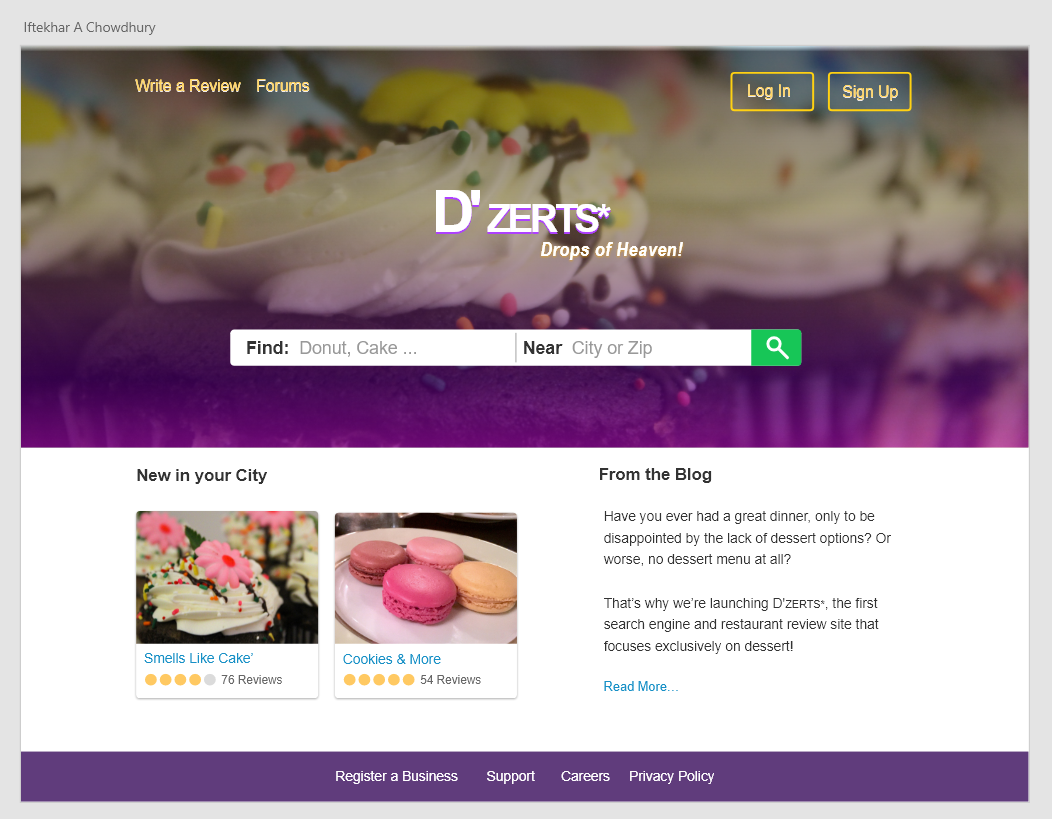 Iftekhar A Chowdhury
Write a Review Forums Log In Sign Up
D' ZERTS*
Drops of Heaven!
Find: Donut, Cake ... Near City or Zip
New in your City
Smells Like Cake’
76 Reviews
Cookies & More
54 Reviews
From the Blog
Have you ever had a great dinner, only to be
disappointed by the lack of dessert options? Or
worse, no dessert menu at all?
That’s why we’re launching D'ZERTS*, the first
search engine and restaurant review site that
focuses exclusively on dessert!
Read More…
Register a Business Support Careers Privacy Policy